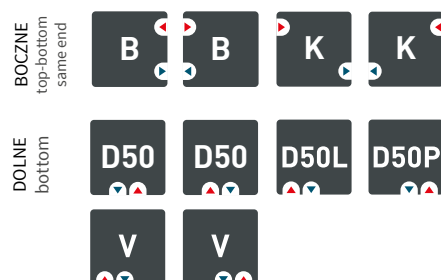 BOCZNE
top-bottom
same end
B B K K
DOLNE
bottom
D50 D50 D50L D50P
V V